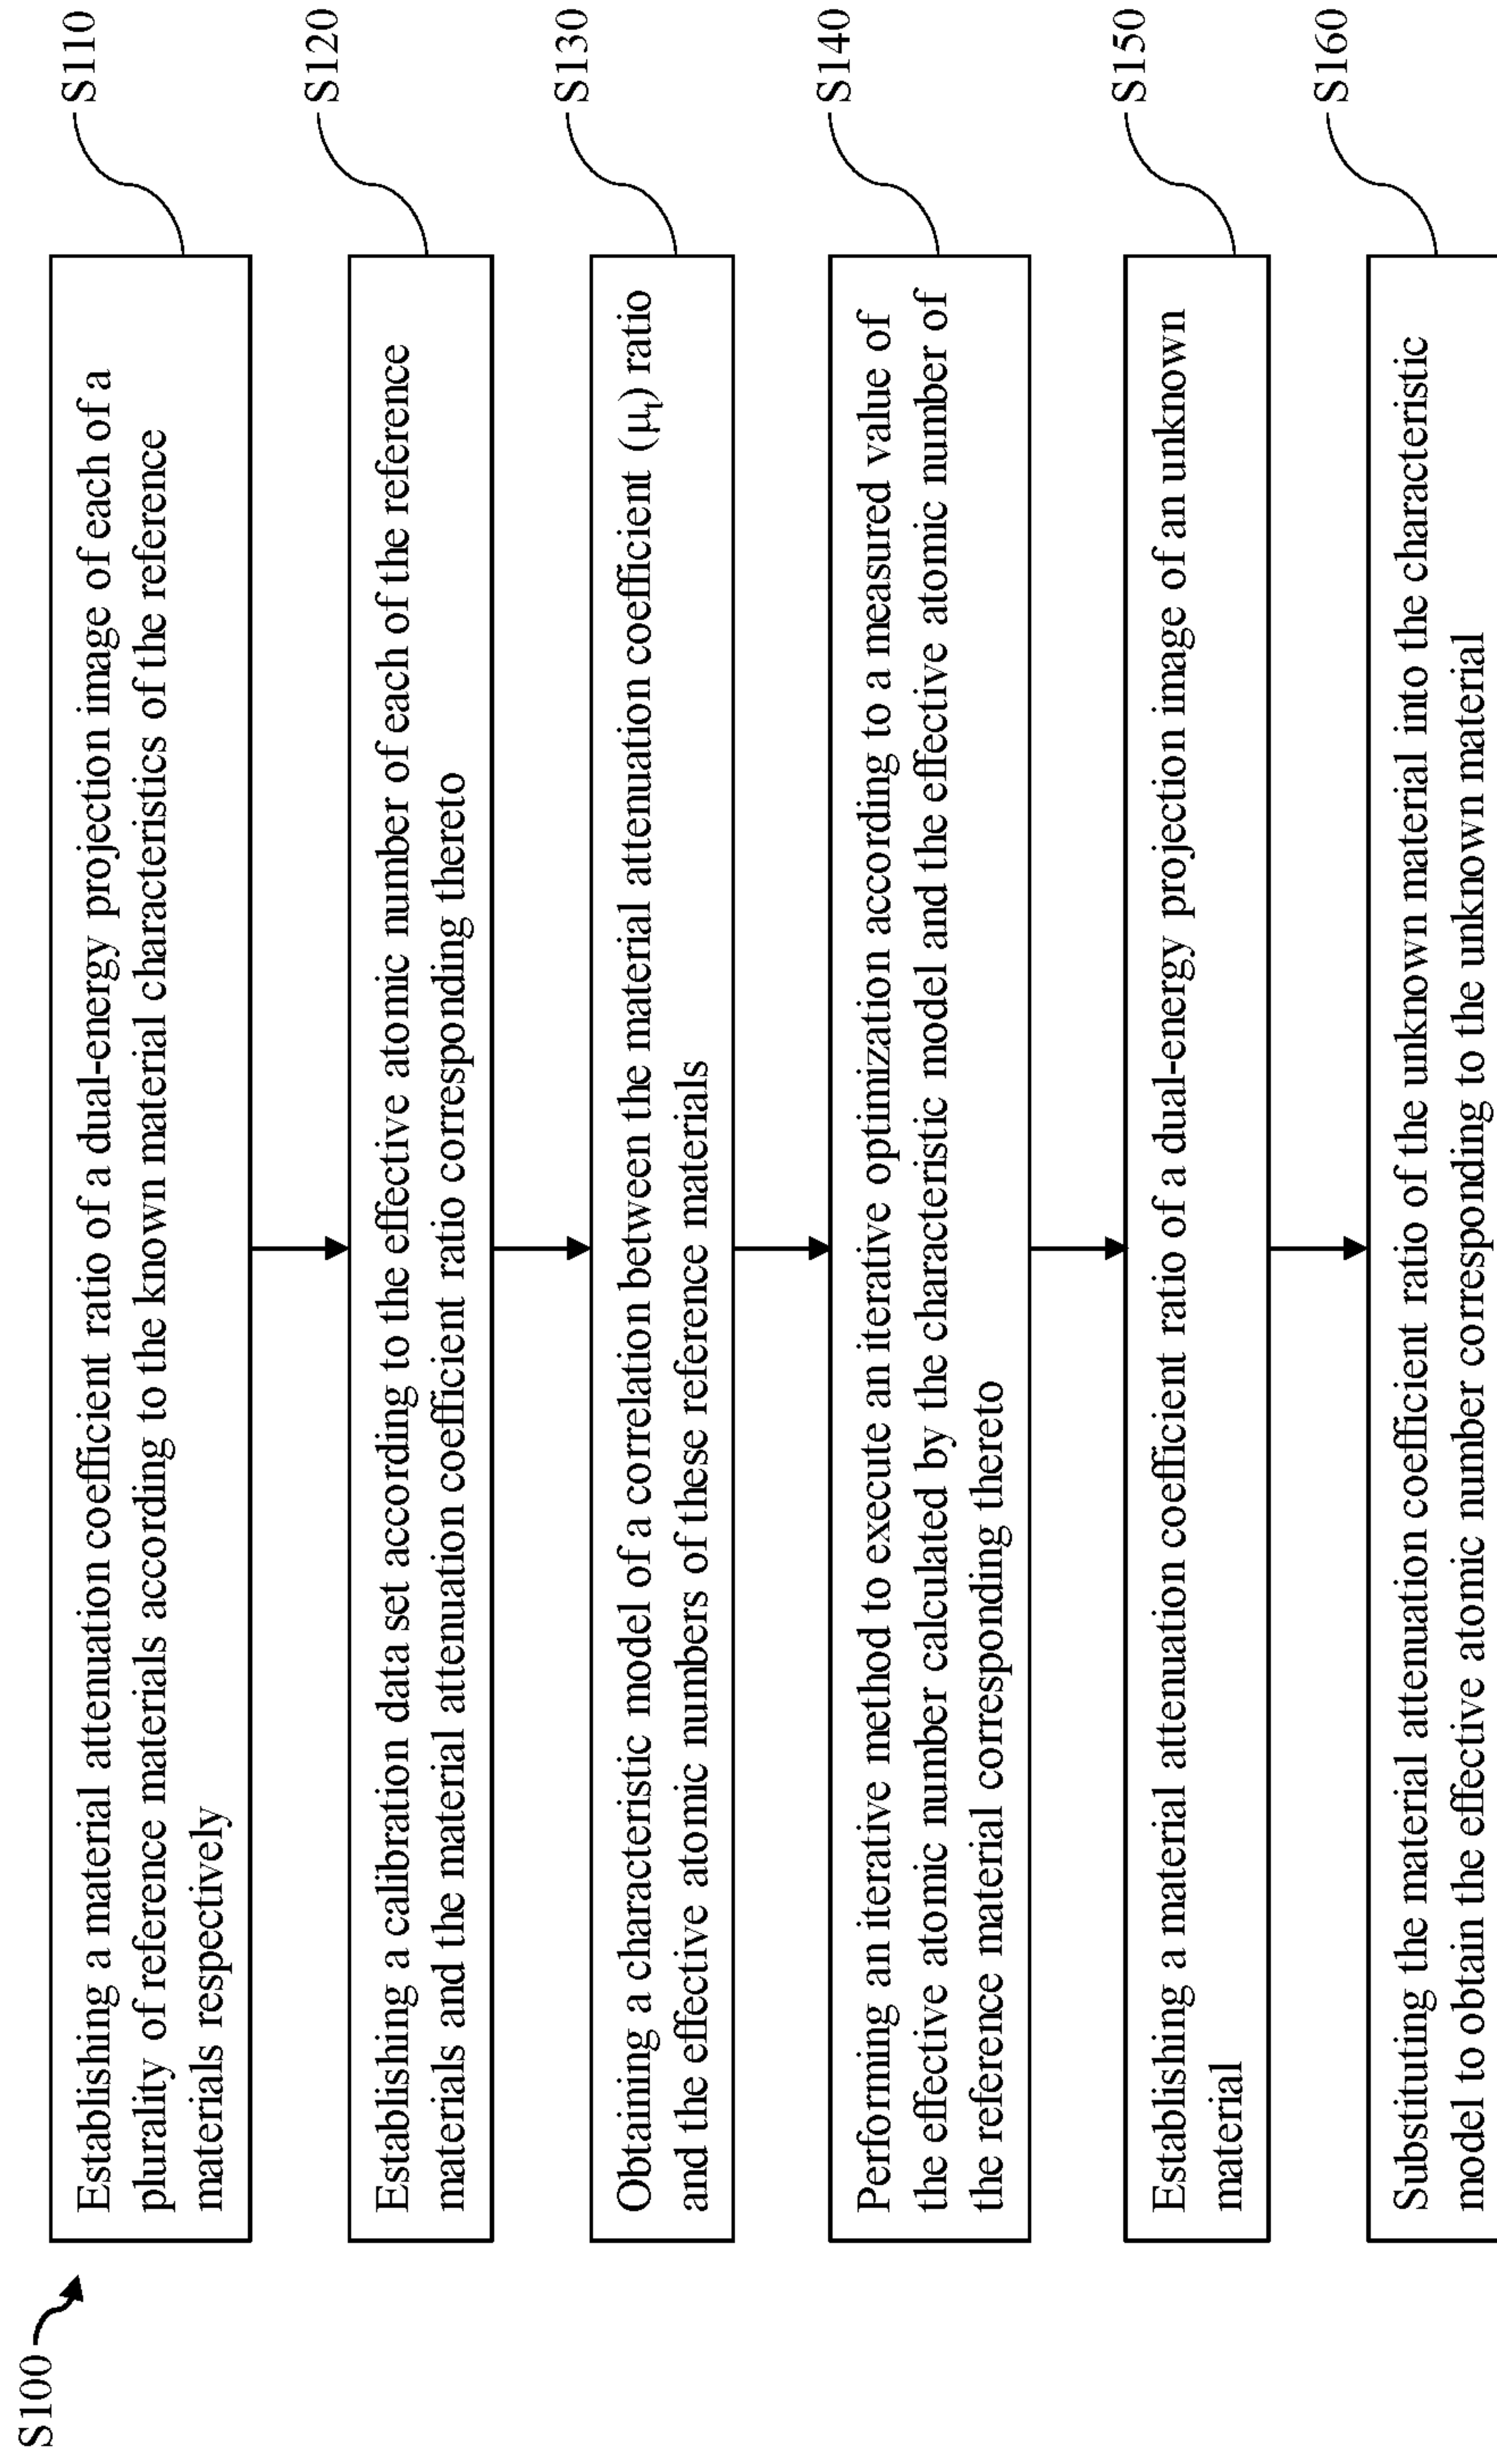 S100
Establishing a material attenuation coefficient ratio of a dual-energy projection image of each of a
plurality of reference materials according to the known material characteristics of the reference
materials respectively
S110
Establishing a calibration data set according to the effective atomic number of each of the reference
materials and the material attenuation coefficient ratio corresponding thereto
S120
Obtaining a characteristic model of a correlation between the material attenuation coefficient (μt) ratio
and the effective atomic numbers of these reference materials
S130
Performing an iterative method to execute an iterative optimization according to a measured value of
the effective atomic number calculated by the characteristic model and the effective atomic number of
the reference material corresponding thereto
S140
Establishing a material attenuation coefficient ratio of a dual-energy projection image of an unknown
material
S150
Substituting the material attenuation coefficient ratio of the unknown material into the characteristic
model to obtain the effective atomic number corresponding to the unknown material
S160